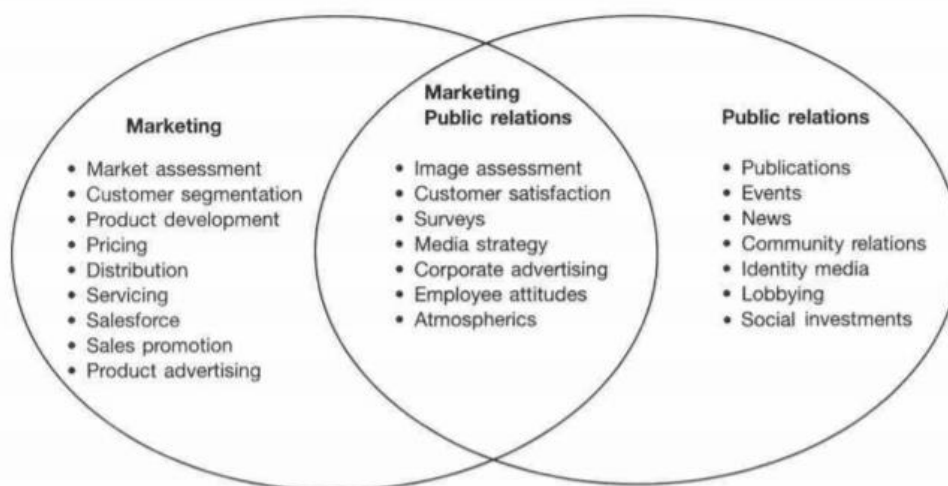 Marketing
• Market assessment
• Customer segmentation
• Product development
• Pricing
• Distribution
• Servicing
• Salesforce
• Sales promotion
• Product advertising
Marketing
Public relations
• Image assessment
• Customer satisfaction
• Surveys
• Media strategy
• Corporate advertising
• Employee attitudes
• Atmospherics
Public relations
• Publications
• Events
• News
• Community relations
• Identity media
• Lobbying
• Social investments